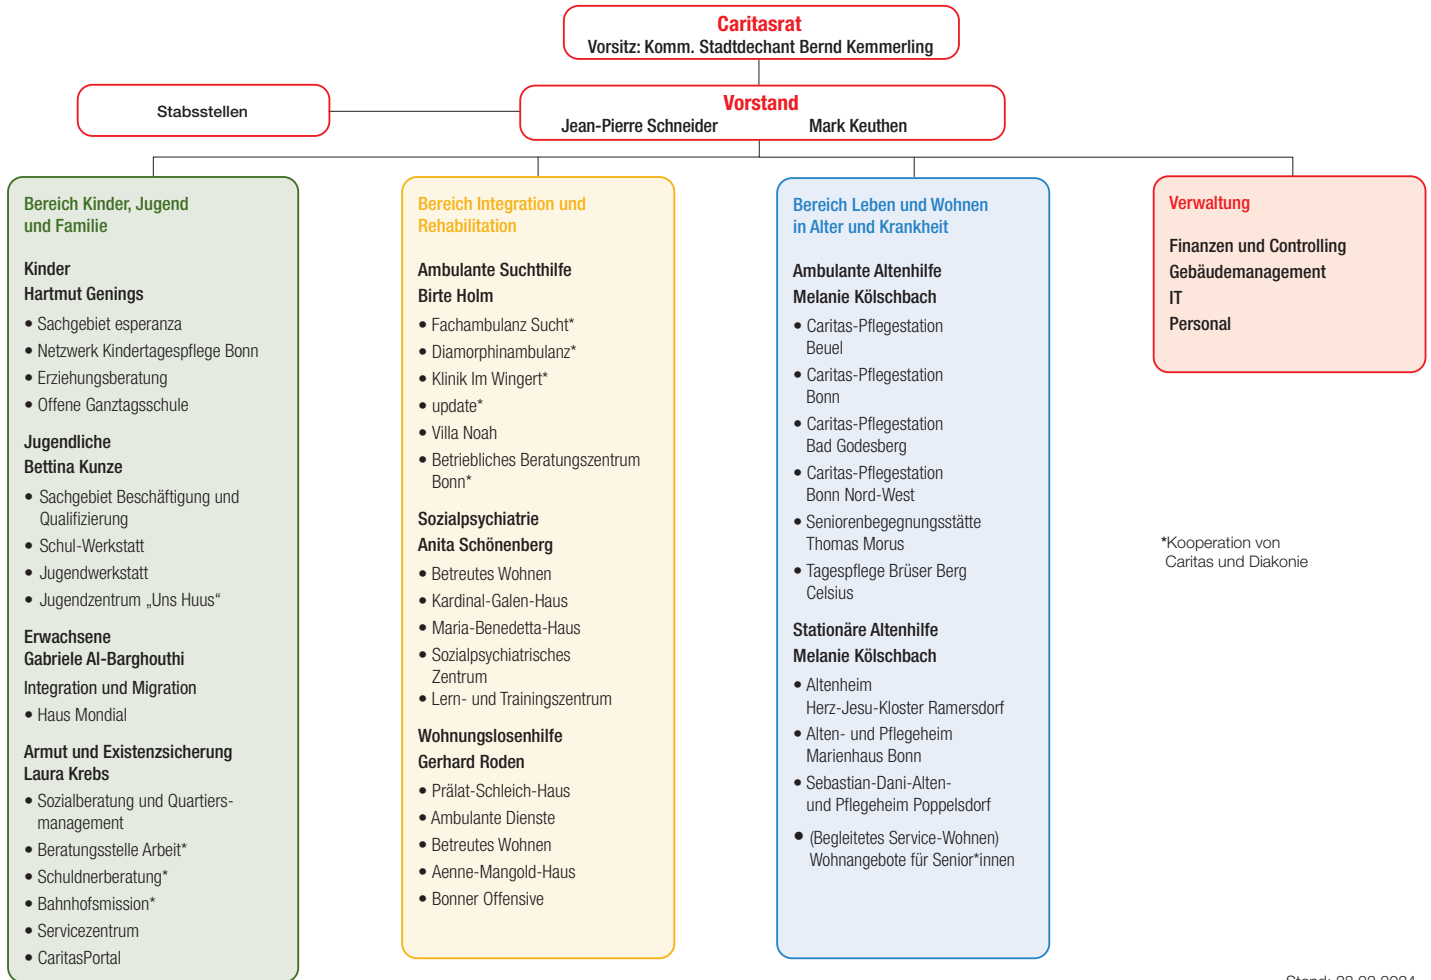 Caritasrat
Vorsitz: Komm. Stadtdechant Bernd Kemmerling
Stabsstellen
Vorstand
Jean-Pierre Schneider Mark Keuthen
Bereich Kinder, Jugend
und Familie
Kinder
Hartmut Genings
• Sachgebiet esperanza
• Netzwerk Kindertagespflege Bonn
• Erziehungsberatung
• Offene Ganztagsschule
Jugendliche
Bettina Kunze
• Sachgebiet Beschäftigung und
Qualifizierung
• Schul-Werkstatt
• Jugendwerkstatt
• Jugendzentrum „Uns Huus“
Erwachsene
Gabriele Al-Barghouthi
Integration und Migration
• Haus Mondial
Armut und Existenzsicherung
Laura Krebs
• Sozialberatung und Quartiers-
management
• Beratungsstelle Arbeit*
• Schuldnerberatung*
• Bahnhofsmission*
• Servicezentrum
• CaritasPortal
Bereich Integration und
Rehabilitation
Ambulante Suchthilfe
Birte Holm
• Fachambulanz Sucht*
• Diamorphinambulanz*
• Klinik Im Wingert*
• update*
• Villa Noah
• Betriebliches Beratungszentrum
Bonn*
Sozialpsychiatrie
Anita Schönenberg
• Betreutes Wohnen
• Kardinal-Galen-Haus
• Maria-Benedetta-Haus
• Sozialpsychiatrisches
Zentrum
• Lern- und Trainingszentrum
Wohnungslosenhilfe
Gerhard Roden
• Prälat-Schleich-Haus
• Ambulante Dienste
• Betreutes Wohnen
• Aenne-Mangold-Haus
• Bonner Offensive
Bereich Leben und Wohnen
in Alter und Krankheit
Ambulante Altenhilfe
Melanie Kölschbach
• Caritas-Pflegestation
Beuel
• Caritas-Pflegestation
Bonn
• Caritas-Pflegestation
Bad Godesberg
• Caritas-Pflegestation
Bonn Nord-West
• Seniorenbegegnungsstätte
Thomas Morus
• Tagespflege Brüser Berg
Celsius
Stationäre Altenhilfe
Melanie Kölschbach
• Altenheim
Herz-Jesu-Kloster Ramersdorf
• Alten- und Pflegeheim
Marienhaus Bonn
• Sebastian-Dani-Alten-
und Pflegeheim Poppelsdorf
• (Begleitetes Service-Wohnen)
Wohnangebote für Senior*innen
Verwaltung
Finanzen und Controlling
Gebäudemanagement
IT
Personal
*Kooperation von
Caritas und Diakonie